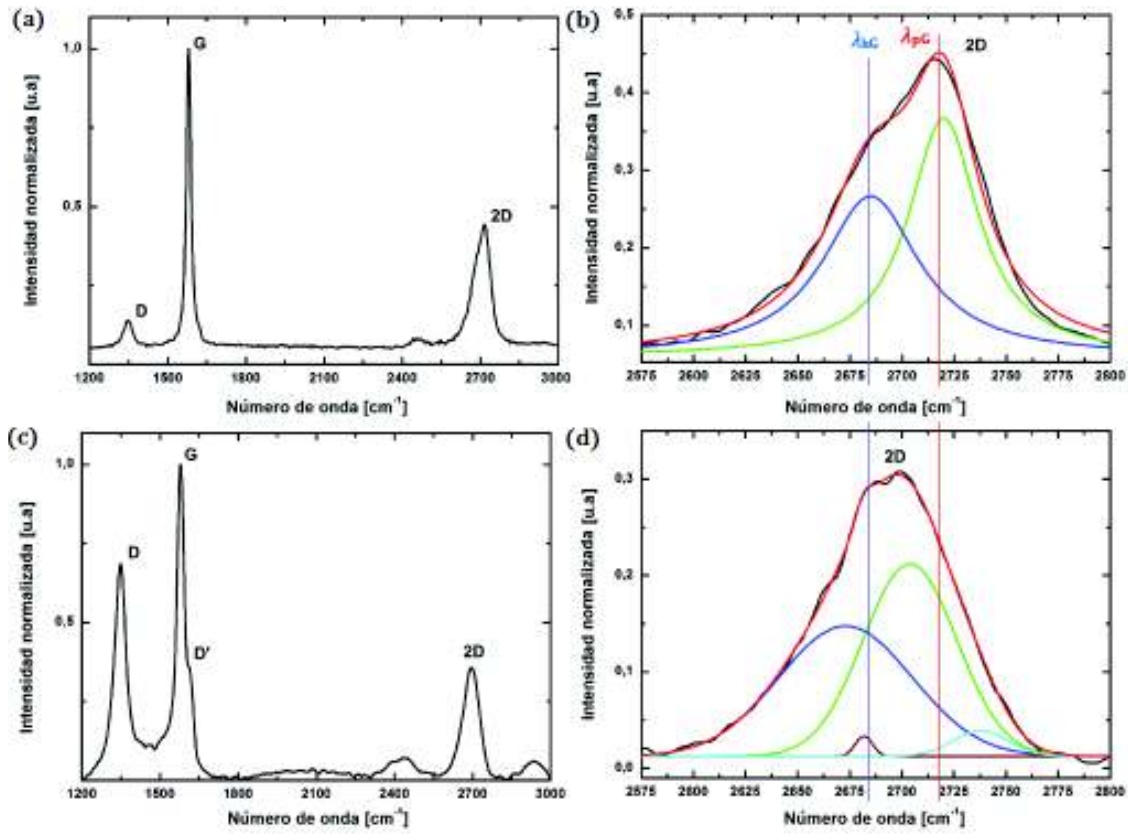 (a)
1,0
0,5
Intensidad normalizada [u.a]
G
D
2D
1200 1500 1800 2100 2400 2700 3000
Número de onda [cm⁻¹]
(b)
0,5
0,4
0,3
0,2
0,1
Intensidad normalizada [u.a]
λbG
λpG
2D
2575 2600 2625 2650 2675 2700 2725 2750 2775 2800
Número de onda [cm⁻¹]
(c)
1,0
0,5
Intensidad normalizada [u.a]
G
D
D'
2D
1200 1500 1800 2100 2400 2700 3000
Número de onda [cm⁻¹]
(d)
0,3
0,2
0,1
0,0
Intensidad normalizada [u.a]
2D
2575 2600 2625 2650 2675 2700 2725 2750 2775 2800
Número de onda [cm⁻¹]